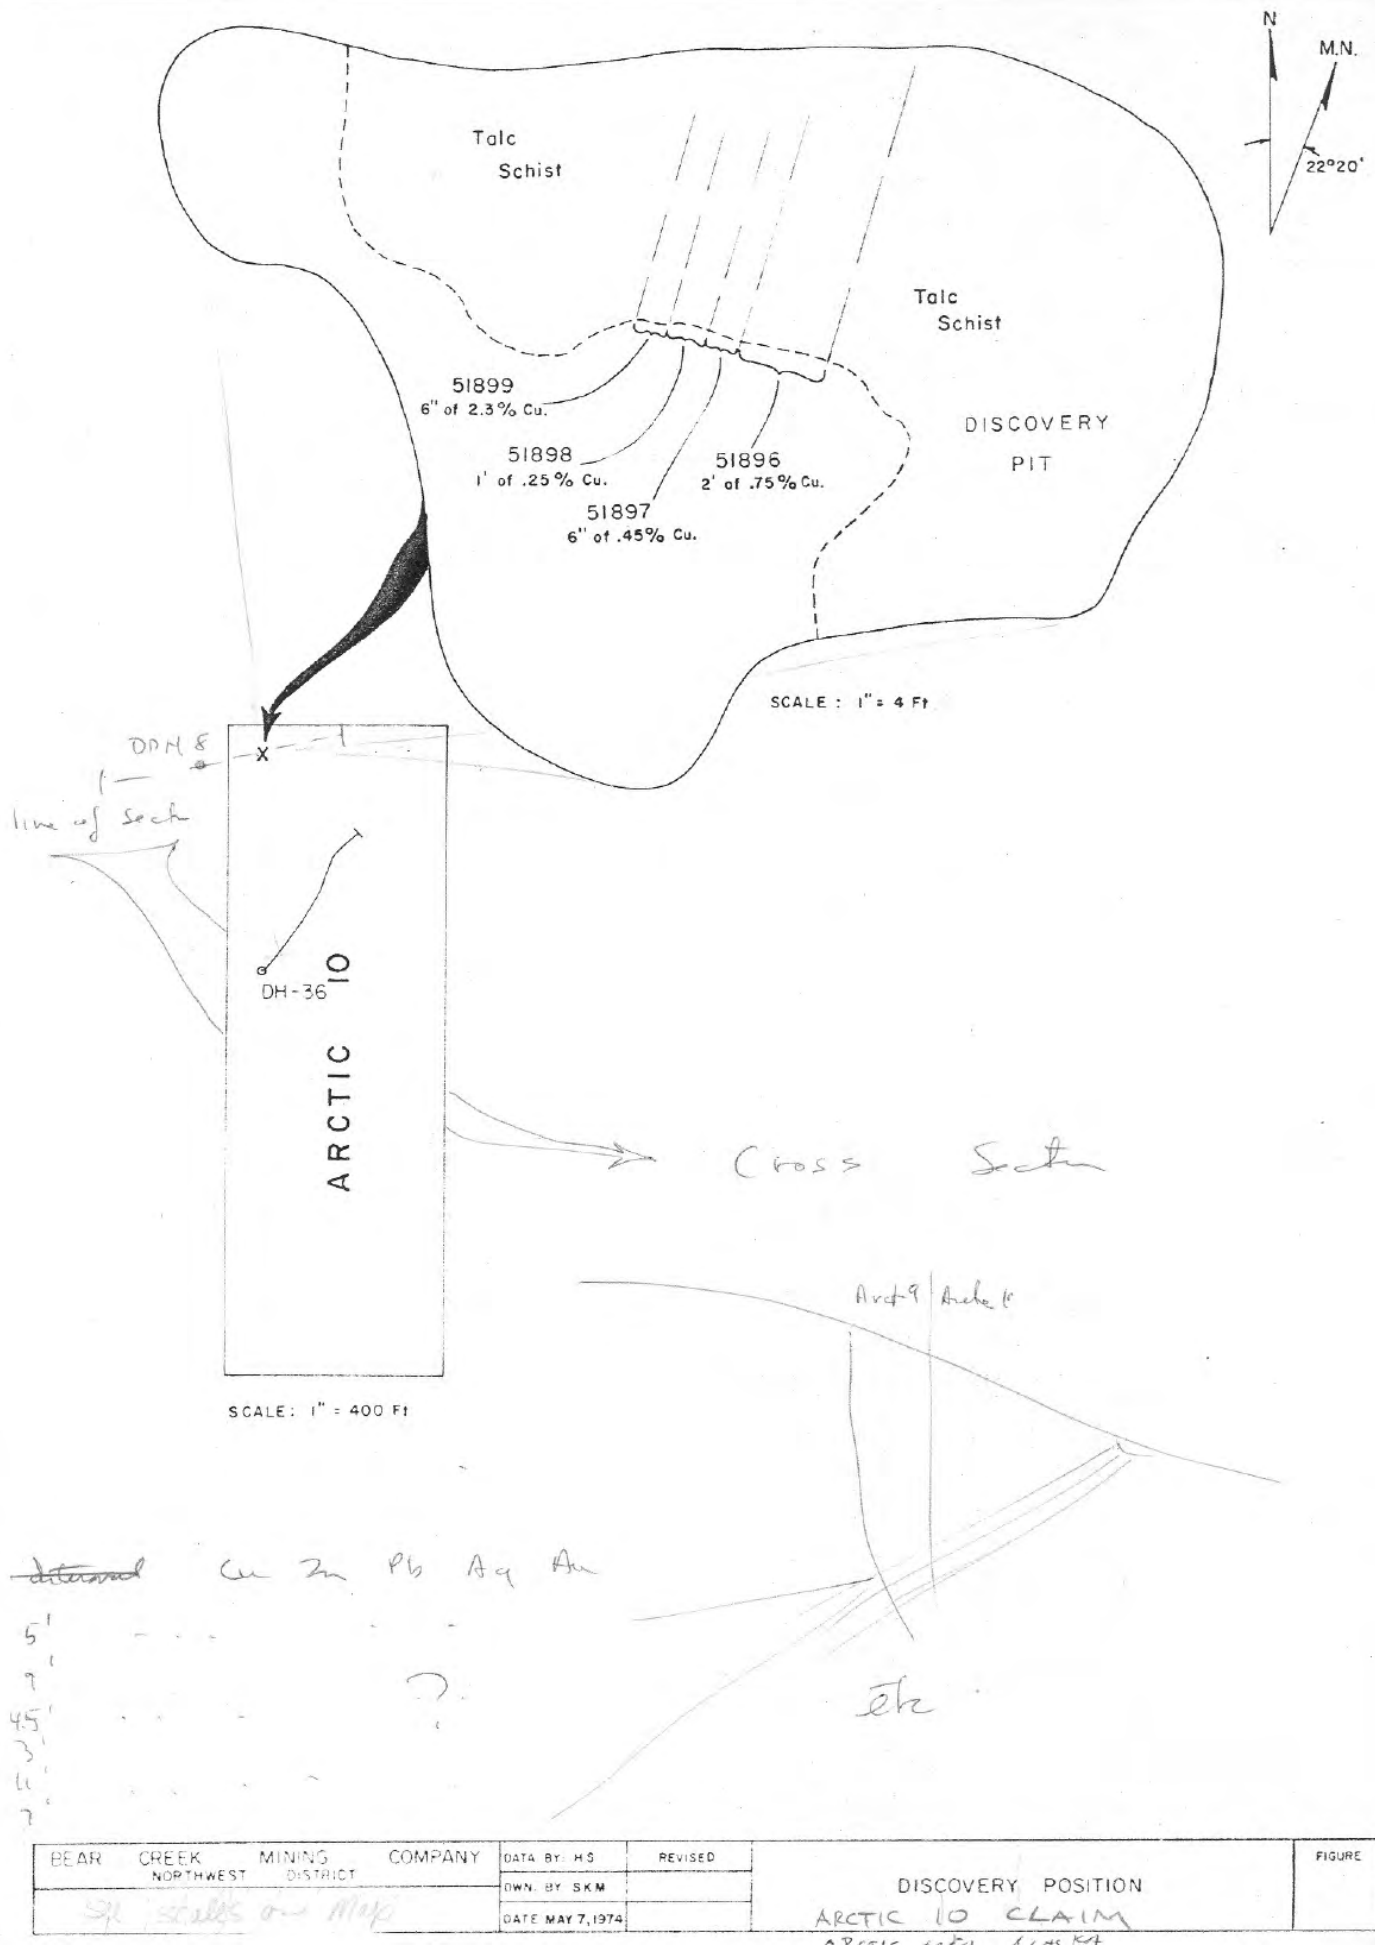 N
M.N.
22°20'
Talc
Schist
Talc
Schist
51899
6" of 2.3% Cu.
51898
1' of .25% Cu.
51897
6" of .45% Cu.
51896
2' of .75% Cu.
DISCOVERY
PIT
SCALE : 1" = 4 Ft.
DDH 8
X
line of
DH-36
ARCTIC 10
Cross Section
SCALE: 1" = 400 Ft
Cu Zn Pb Ag Au
5'
9'
?
4.5'
3'
etc
BEAR CREEK MINING COMPANY
NORTHWEST DISTRICT
scales on Map
DATA BY: HS
DWN. BY SKM
DATE MAY 7, 1974
REVISED
DISCOVERY POSITION
ARCTIC 10 CLAIM
FIGURE